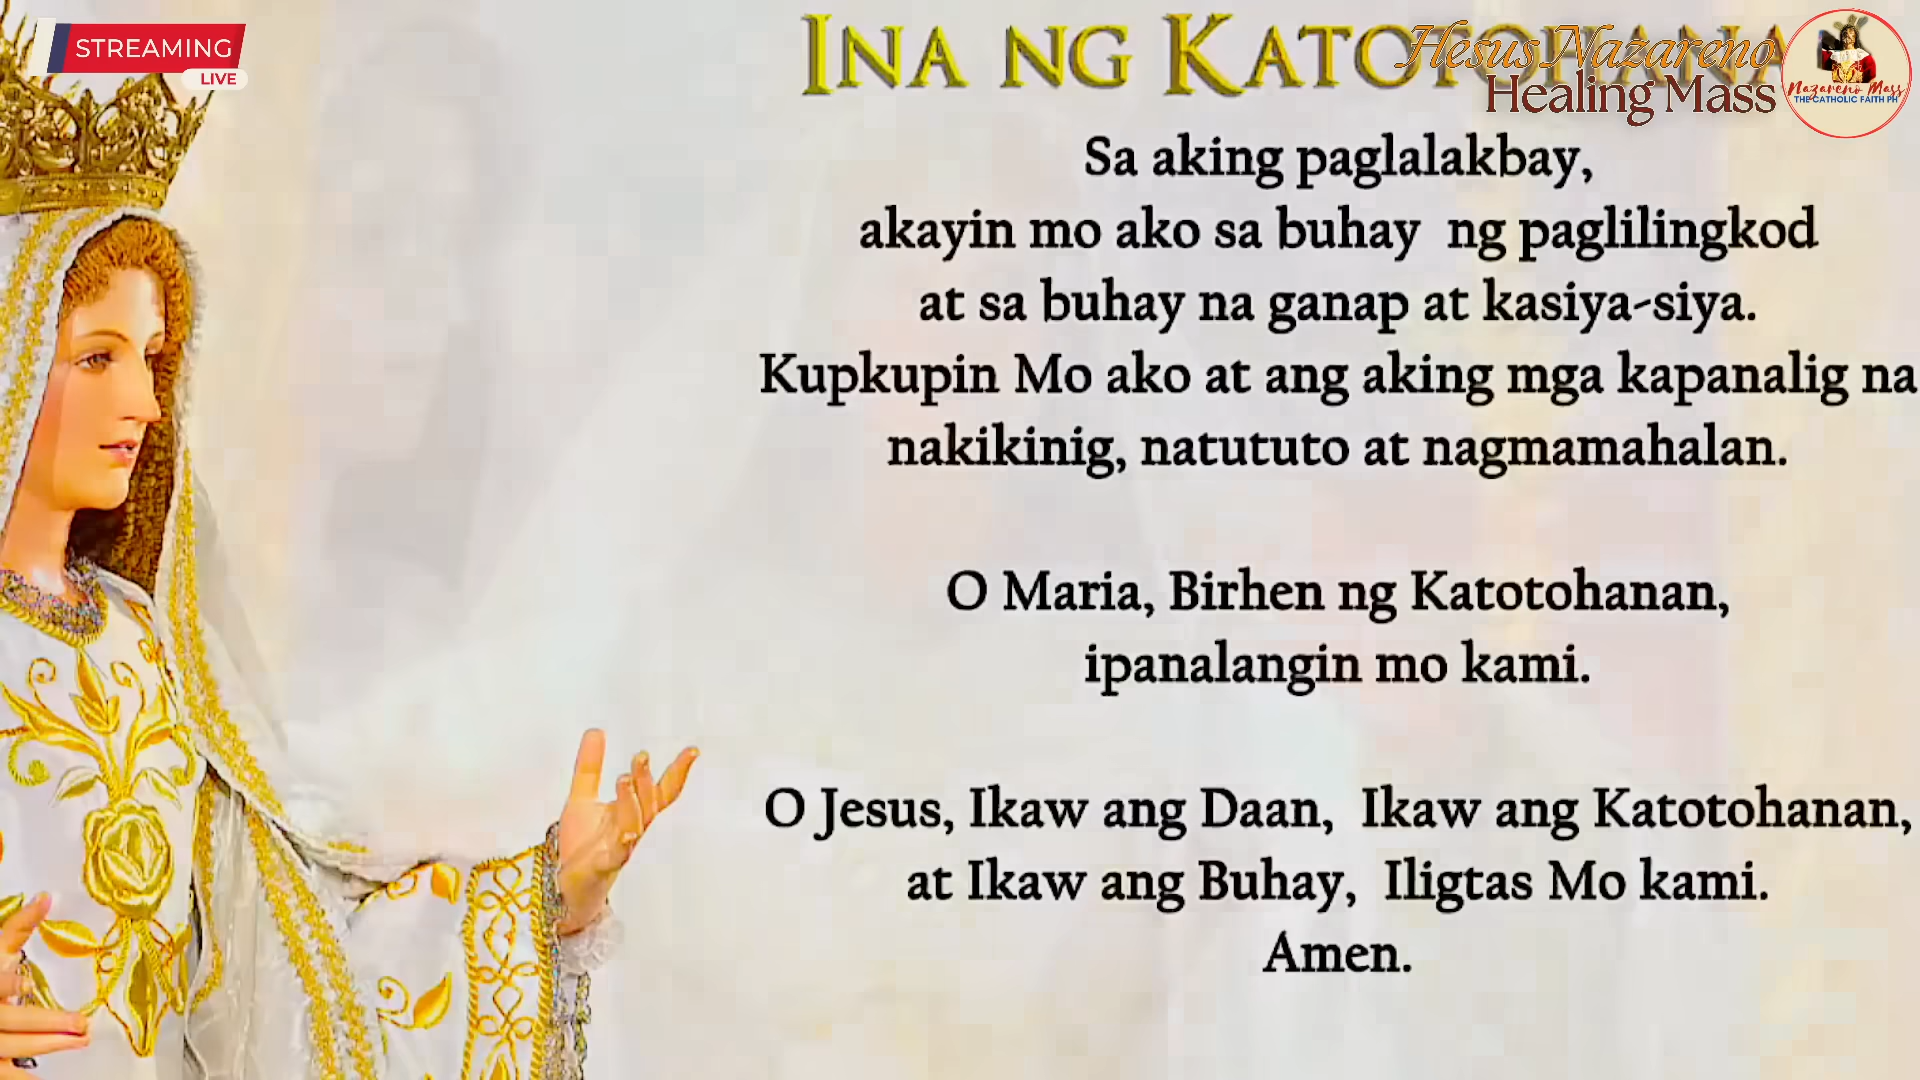 STREAMING
LIVE
INA NG KATOTOHANAN
Hesus Nazareno
Healing Mass
Nazareno Mass
THE CATHOLIC FAITH PH
Sa aking paglalakbay,
akayin mo ako sa buhay ng paglilingkod
at sa buhay na ganap at kasiya-siya.
Kupkupin Mo ako at ang aking mga kapanalig na
nakikinig, natututo at nagmamahalan.
O Maria, Birhen ng Katotohanan,
ipanalangin mo kami.
O Jesus, Ikaw ang Daan, Ikaw ang Katotohanan,
at Ikaw ang Buhay, Iligtas Mo kami.
Amen.